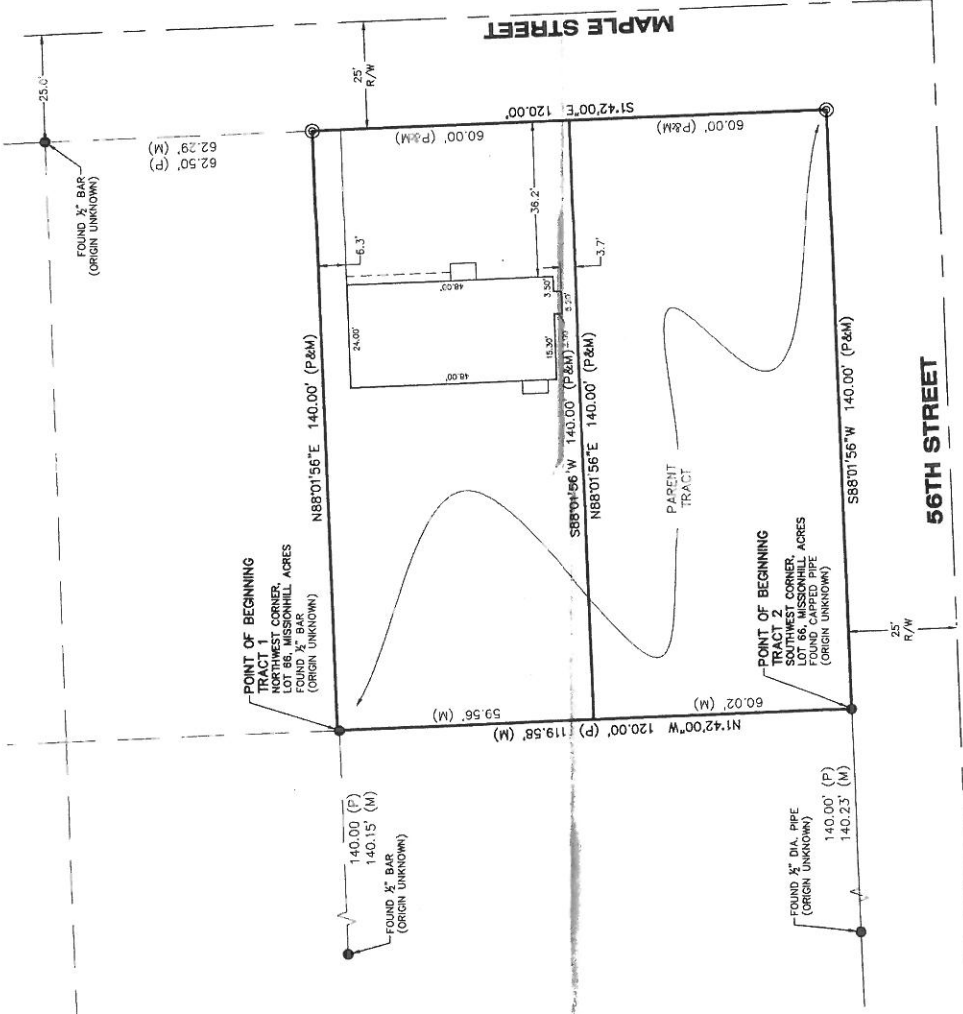 MAPLE STREET
25.0'
25'
R/W
FOUND ½" BAR
(ORIGIN UNKNOWN)
62.50' (P)
62.29' (M)
S1°42'00"E 120.00'
60.00' (P&M)
60.00' (P&M)
36.2'
6.3'
3.7'
N88°01'56"E 140.00' (P&M)
24.00'
48.00'
48.00'
3.50'
15.30'
POINT OF BEGINNING
TRACT 1
NORTHWEST CORNER,
LOT 66, MISSIONHILL ACRES
FOUND ½" BAR
(ORIGIN UNKNOWN)
S88°01'56"W 140.00' (P&M)
N88°01'56"E 140.00' (P&M)
PARENT
TRACT
59.56' (M)
60.02' (M)
N1°42'00"W 120.00' (P) 119.58' (M)
140.00 (P)
140.15' (M)
FOUND ½" BAR
(ORIGIN UNKNOWN)
POINT OF BEGINNING
TRACT 2
SOUTHWEST CORNER,
LOT 66, MISSIONHILL ACRES
FOUND CAPPED PIPE
(ORIGIN UNKNOWN)
S88°01'56"W 140.00' (P&M)
FOUND ½" DIA. PIPE
(ORIGIN UNKNOWN)
140.00' (P)
140.23' (M)
25'
R/W
56TH STREET